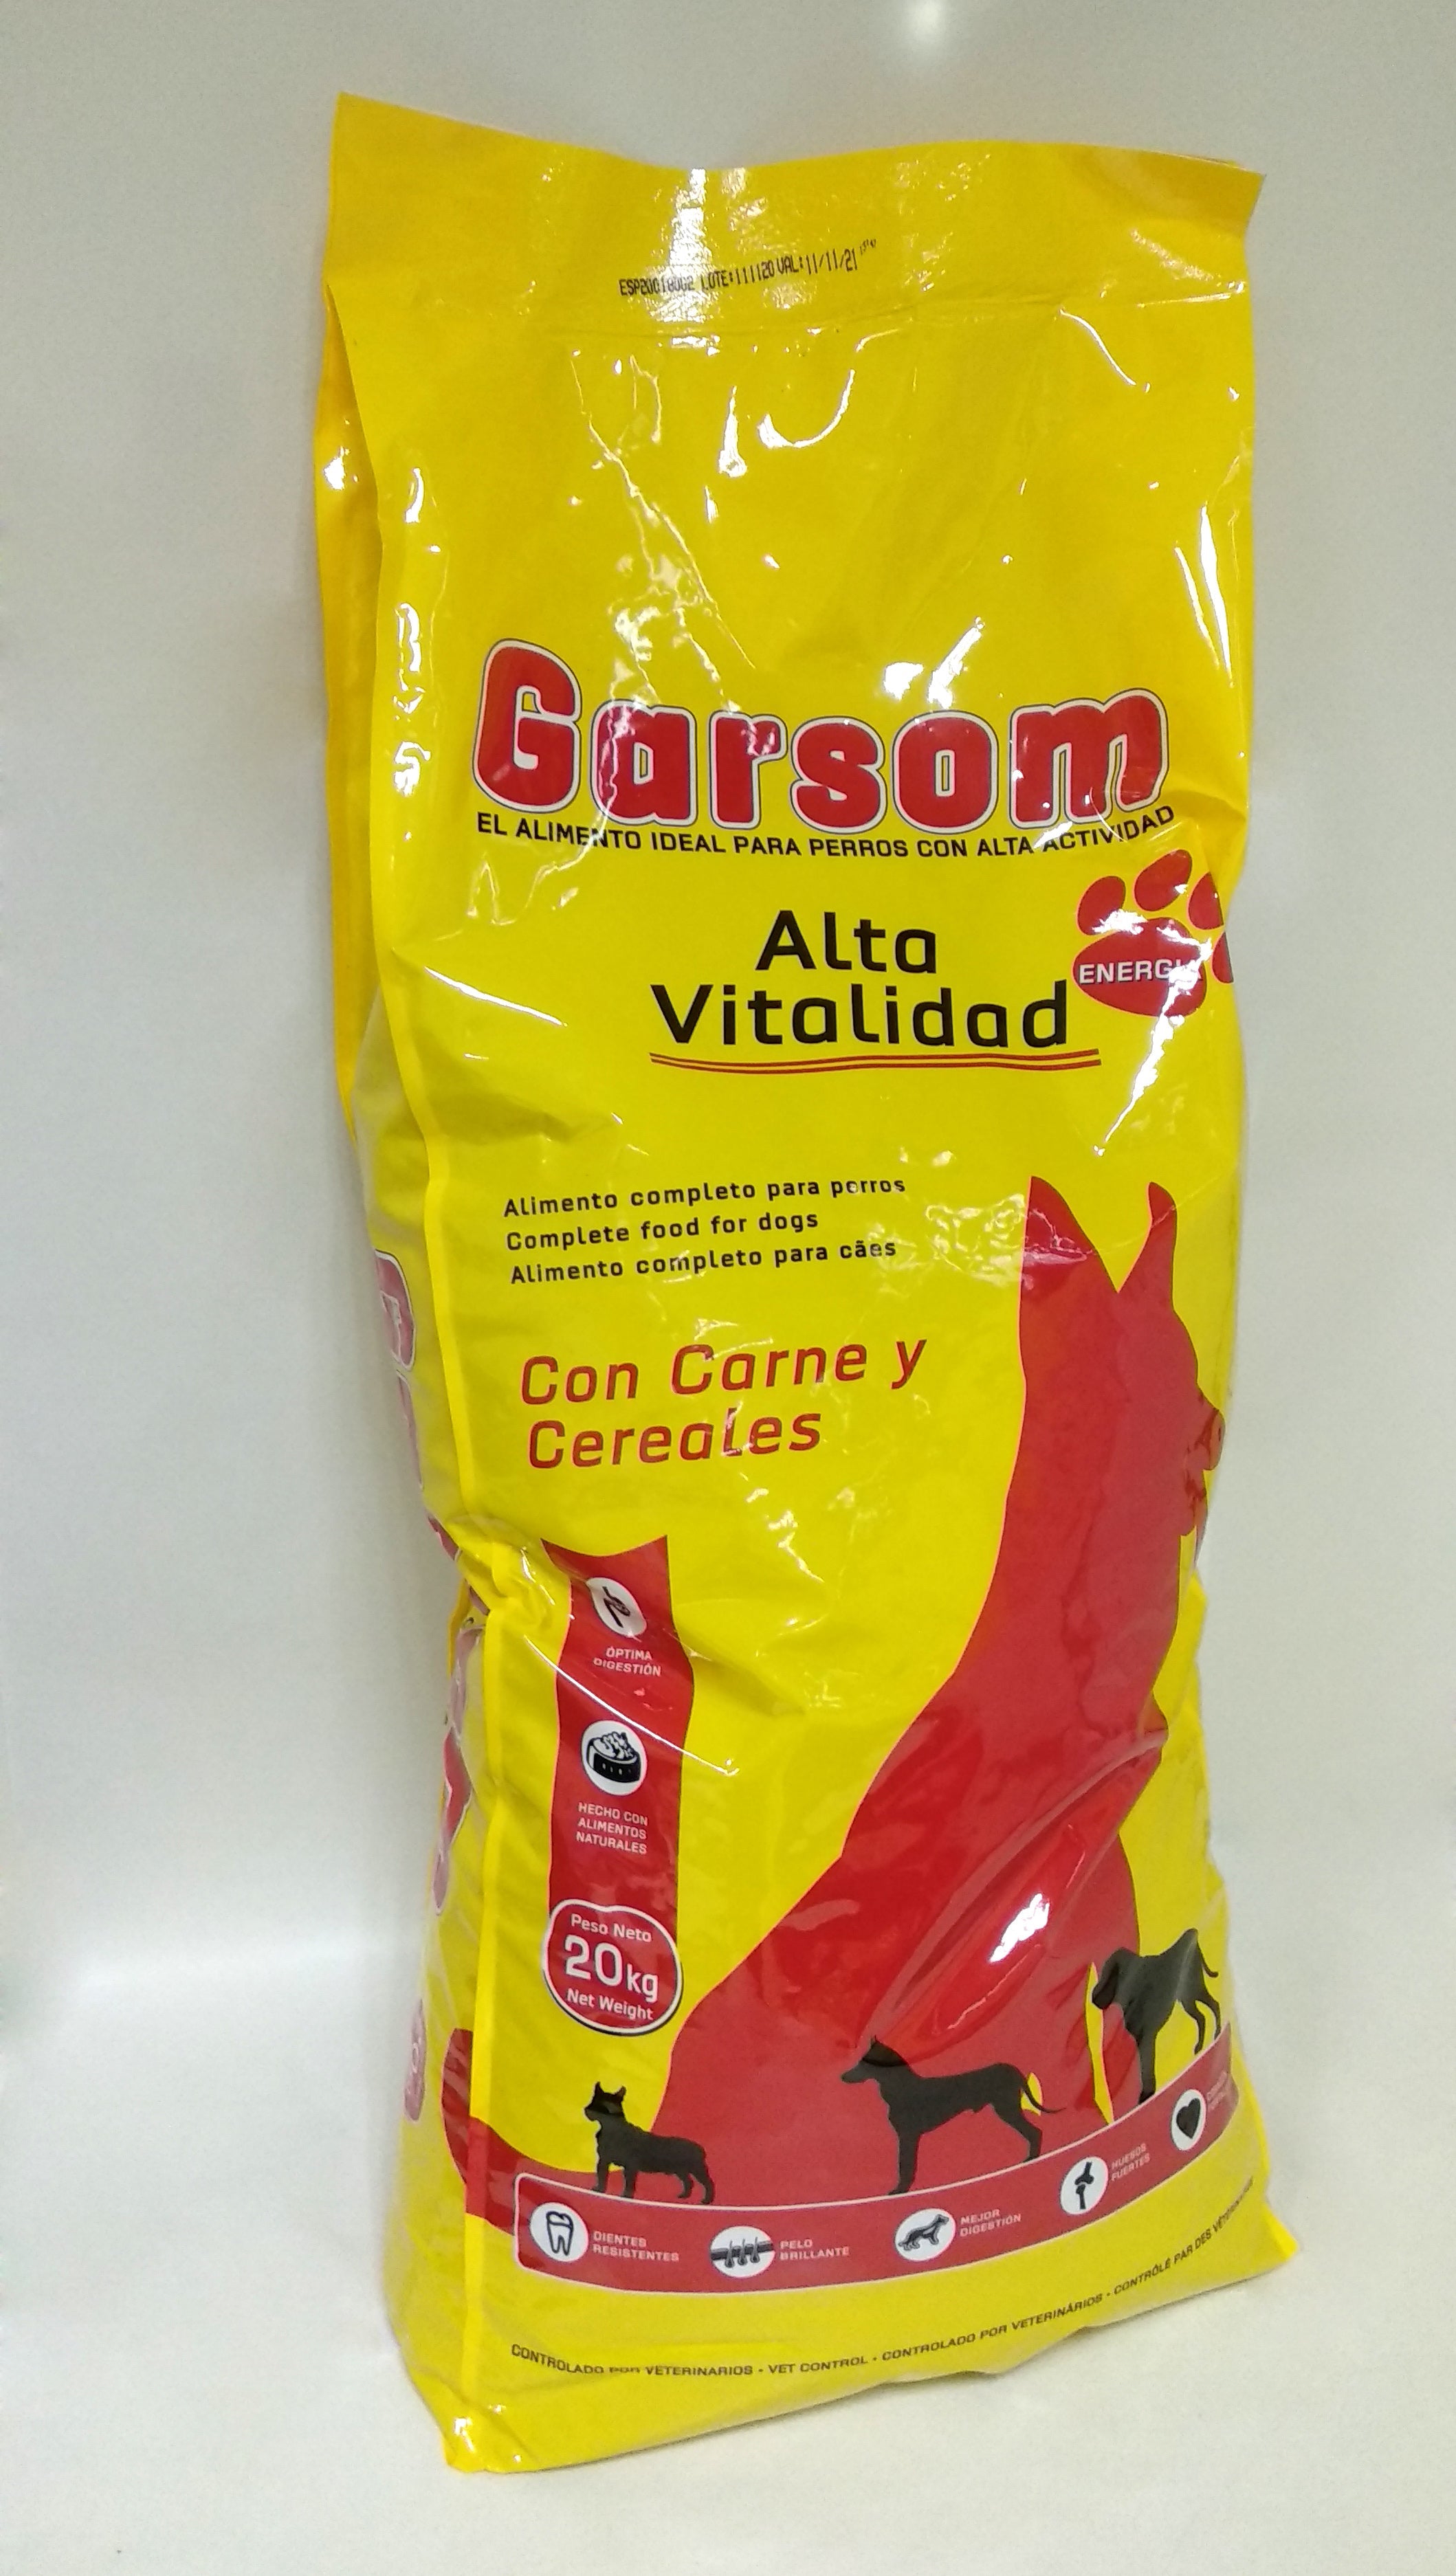 LOTE:111120 VAL:11/11/21
Garsom
EL ALIMENTO IDEAL PARA PERROS CON ALTA ACTIVIDAD
Alta
Vitalidad
Alimento completo para perros
Complete food for dogs
Alimento completo para cães
Con Carne y
Cereales
ÓPTIMA
DIGESTIÓN
HECHO CON
ALIMENTOS
NATURALES
Peso Neto
20kg
Net Weight
DIENTES
RESISTENTES
PELO
BRILLANTE
MEJOR
DIGESTIÓN
HUESOS
FUERTES
CONTROLADO POR VETERINARIOS - VET CONTROL - CONTROLADO POR VETERINÁRIOS - CONTRÔLÉ PAR DES